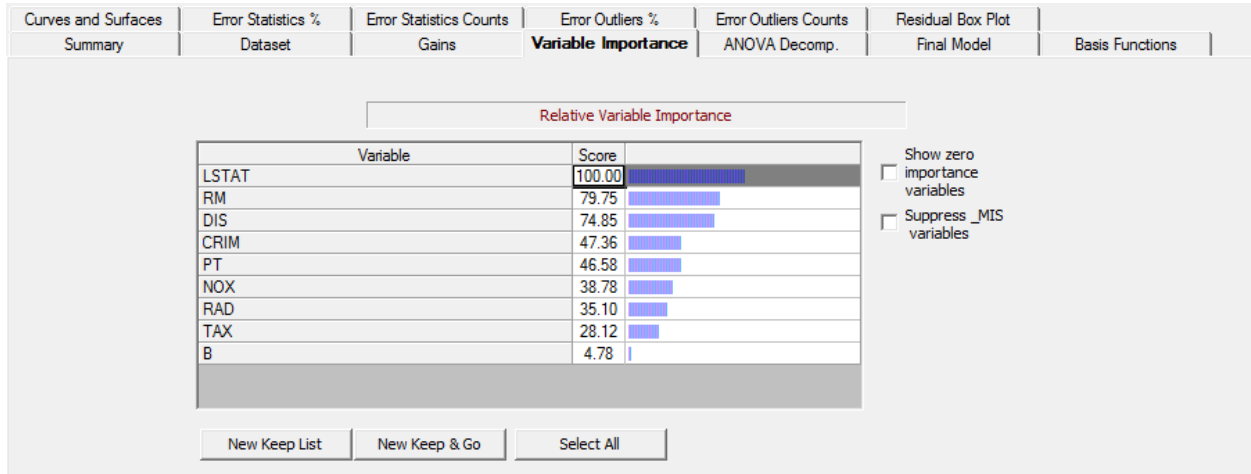 Curves and Surfaces Error Statistics % Error Statistics Counts Error Outliers % Error Outliers Counts Residual Box Plot
Summary Dataset Gains Variable Importance ANOVA Decomp. Final Model Basis Functions
Relative Variable Importance
Variable Score
LSTAT 100.00
RM 79.75
DIS 74.85
CRIM 47.36
PT 46.58
NOX 38.78
RAD 35.10
TAX 28.12
B 4.78
Show zero
importance
variables
Suppress _MIS
variables
New Keep List New Keep & Go Select All